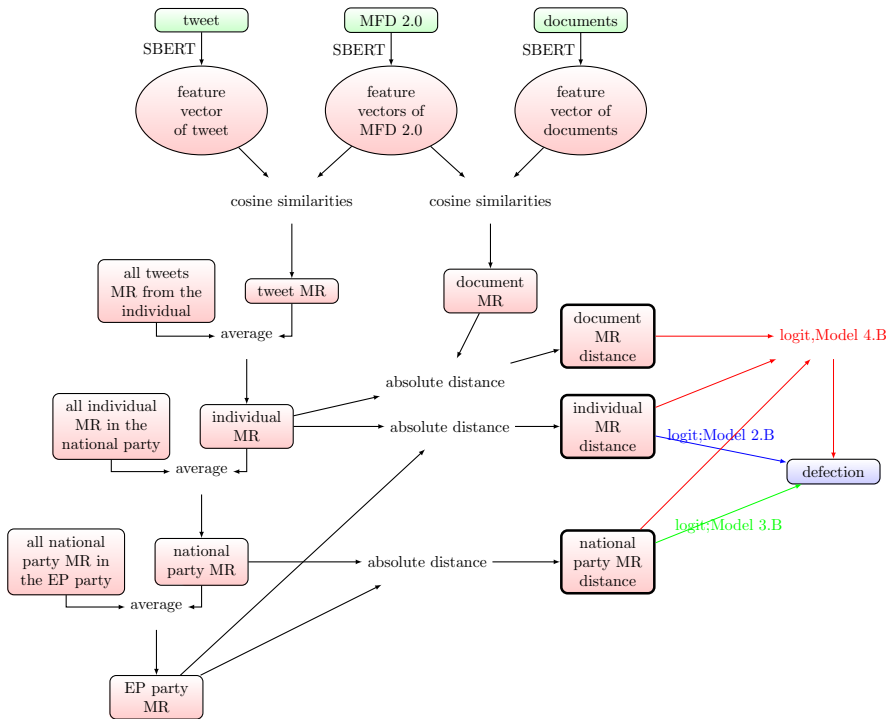 tweet
MFD 2.0
documents
SBERT
SBERT
SBERT
feature
vector
of tweet
feature
vectors of
MFD 2.0
feature
vector of
documents
cosine similarities
cosine similarities
all tweets
MR from the
individual
tweet MR
document
MR
average
document
MR
distance
logit,Model 4.B
absolute distance
all individual
MR in the
national party
individual
MR
absolute distance
individual
MR
distance
logit;Model 2.B
average
defection
logit;Model 3.B
all national
party MR in
the EP party
national
party MR
absolute distance
national
party MR
distance
average
EP party
MR